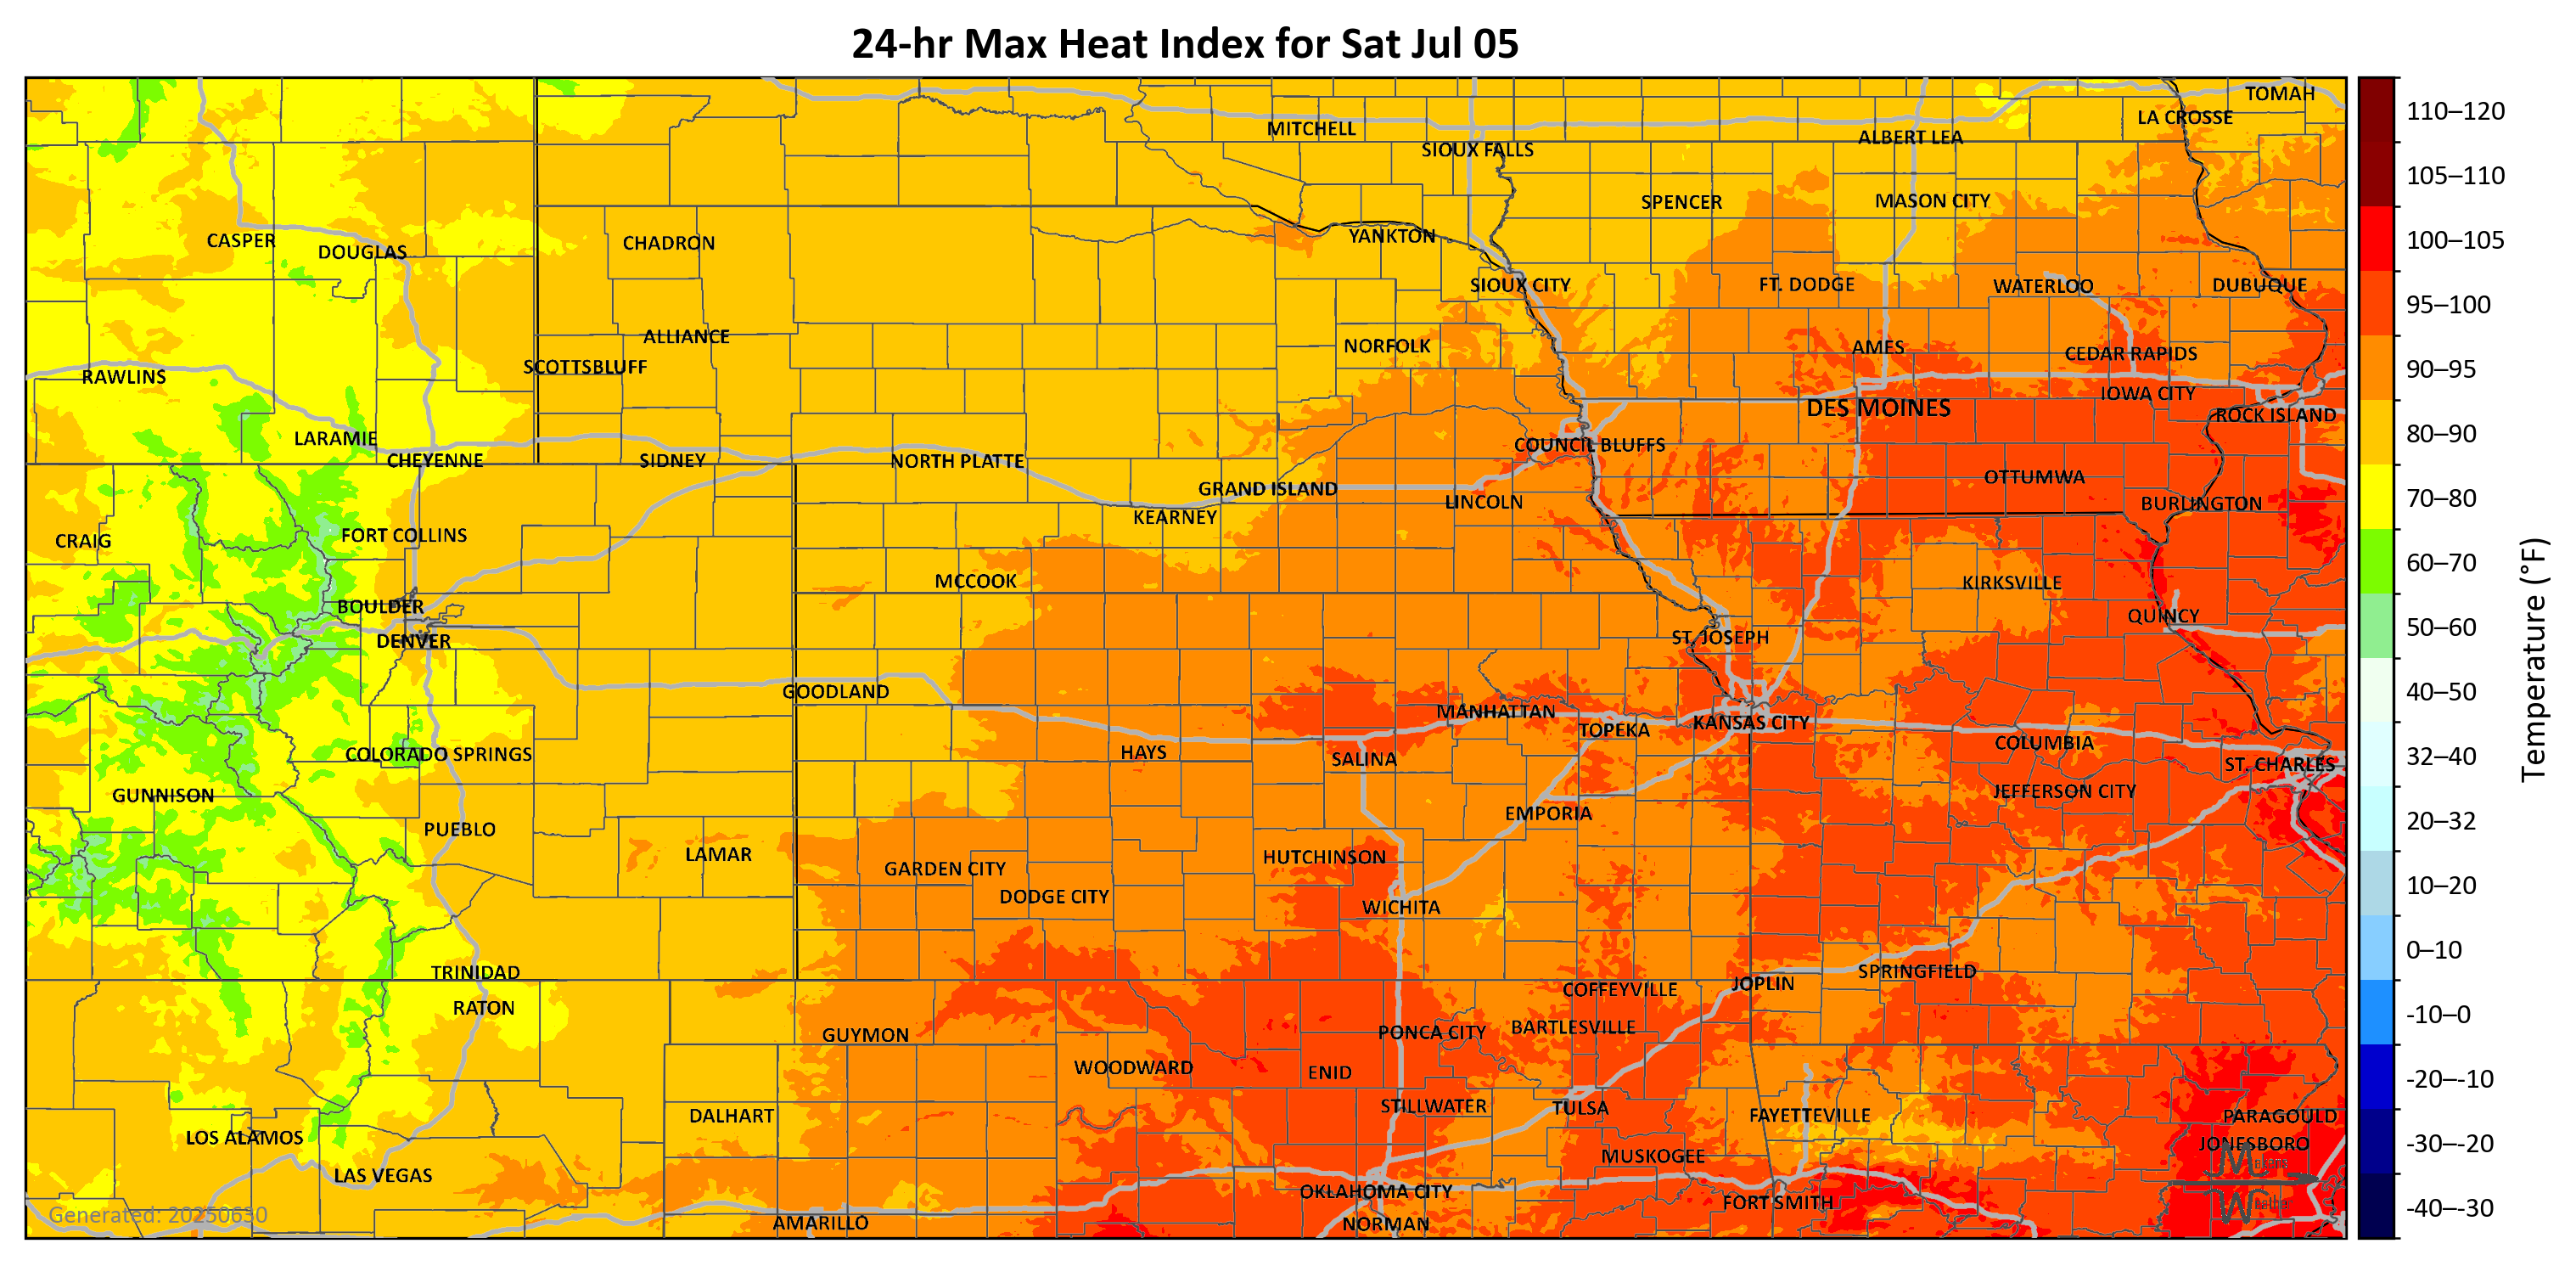 24-hr Max Heat Index for Sat Jul 05
TOMAH
LA CROSSE
MITCHELL
ALBERT LEA
SIOUX FALLS
SPENCER
MASON CITY
CASPER
DOUGLAS
CHADRON
YANKTON
SIOUX CITY
FT. DODGE
WATERLOO
DUBUQUE
ALLIANCE
NORFOLK
AMES
CEDAR RAPIDS
SCOTTSBLUFF
RAWLINS
IOWA CITY
DES MOINES
ROCK ISLAND
LARAMIE
COUNCIL BLUFFS
CHEYENNE
SIDNEY
NORTH PLATTE
OTTUMWA
GRAND ISLAND
LINCOLN
BURLINGTON
KEARNEY
CRAIG
FORT COLLINS
MCCOOK
KIRKSVILLE
BOULDER
QUINCY
DENVER
ST. JOSEPH
GOODLAND
MANHATTAN
KANSAS CITY
TOPEKA
COLUMBIA
COLORADO SPRINGS
HAYS
SALINA
ST. CHARLES
GUNNISON
JEFFERSON CITY
EMPORIA
PUEBLO
LAMAR
HUTCHINSON
GARDEN CITY
DODGE CITY
WICHITA
TRINIDAD
SPRINGFIELD
JOPLIN
COFFEYVILLE
RATON
GUYMON
PONCA CITY
BARTLESVILLE
WOODWARD
ENID
STILLWATER
TULSA
DALHART
FAYETTEVILLE
PARAGOULD
LOS ALAMOS
JONESBORO
MUSKOGEE
LAS VEGAS
OKLAHOMA CITY
FORT SMITH
AMARILLO
NORMAN
Generated: 20250630
110–120
105–110
100–105
95–100
90–95
80–90
70–80
60–70
50–60
40–50
32–40
20–32
10–20
0–10
-10–0
-20–-10
-30–-20
-40–-30
Temperature (°F)